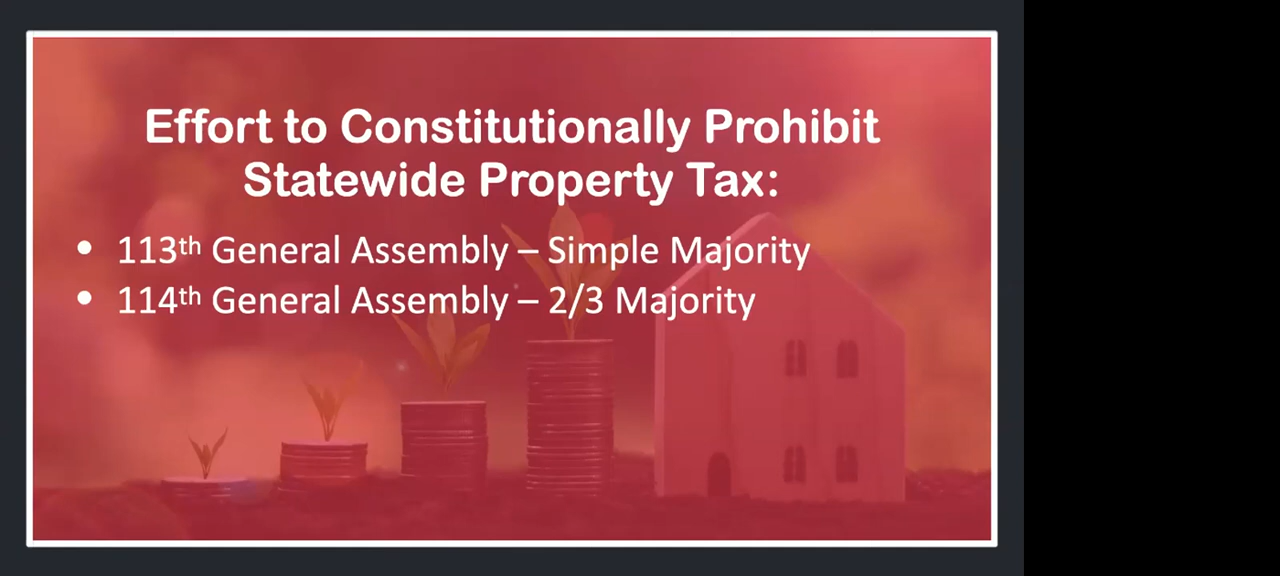 Effort to Constitutionally Prohibit
Statewide Property Tax:
• 113th General Assembly – Simple Majority
• 114th General Assembly – 2/3 Majority